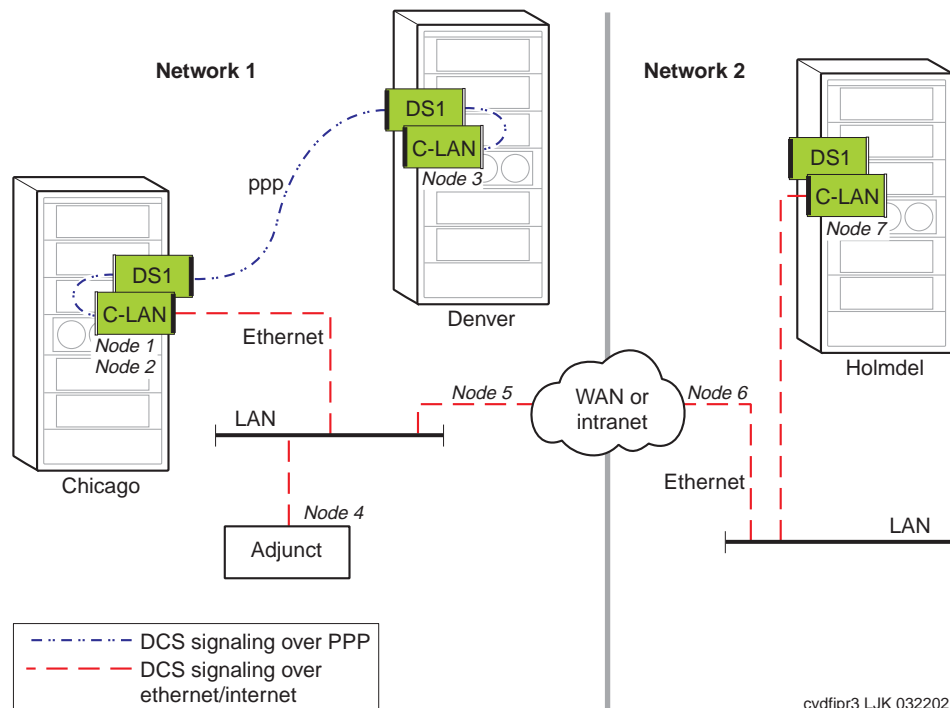 Network 1
Network 2
DS1
C-LAN
Node 3
Denver
ppp
DS1
C-LAN
Node 1
Node 2
Chicago
Ethernet
LAN
Node 4
Adjunct
Node 5
WAN or
intranet
Node 6
Ethernet
DS1
C-LAN
Node 7
Holmdel
LAN
DCS signaling over PPP
DCS signaling over
ethernet/internet
cydfipr3 LJK 032202